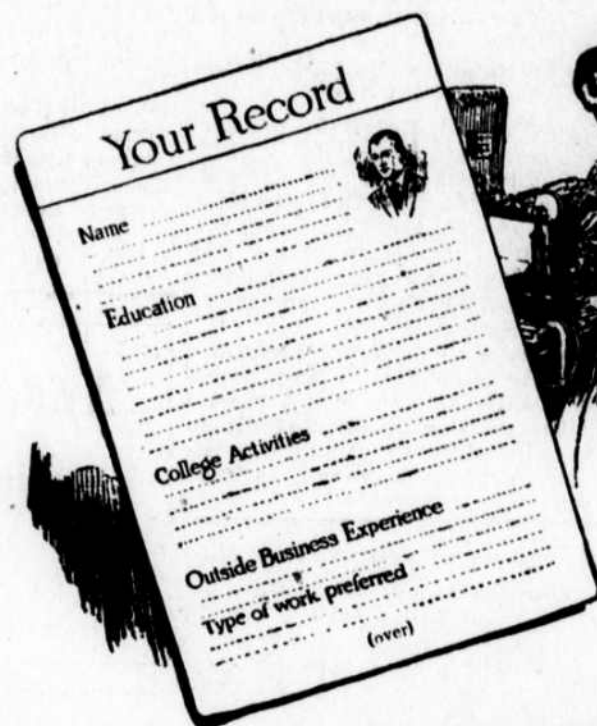 Your Record
Name
Education
College Activities
Outside Business Experience
Type of work preferred
(over)